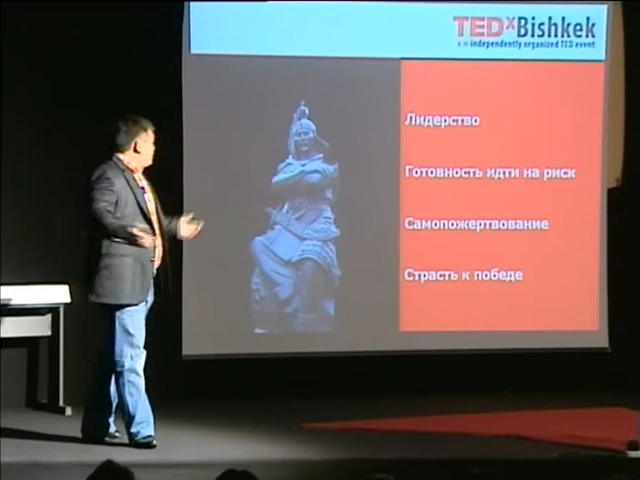 TEDxBishkek
x = independently organized TED event
Лидерство
Готовность идти на риск
Самопожертвование
Страсть к победе